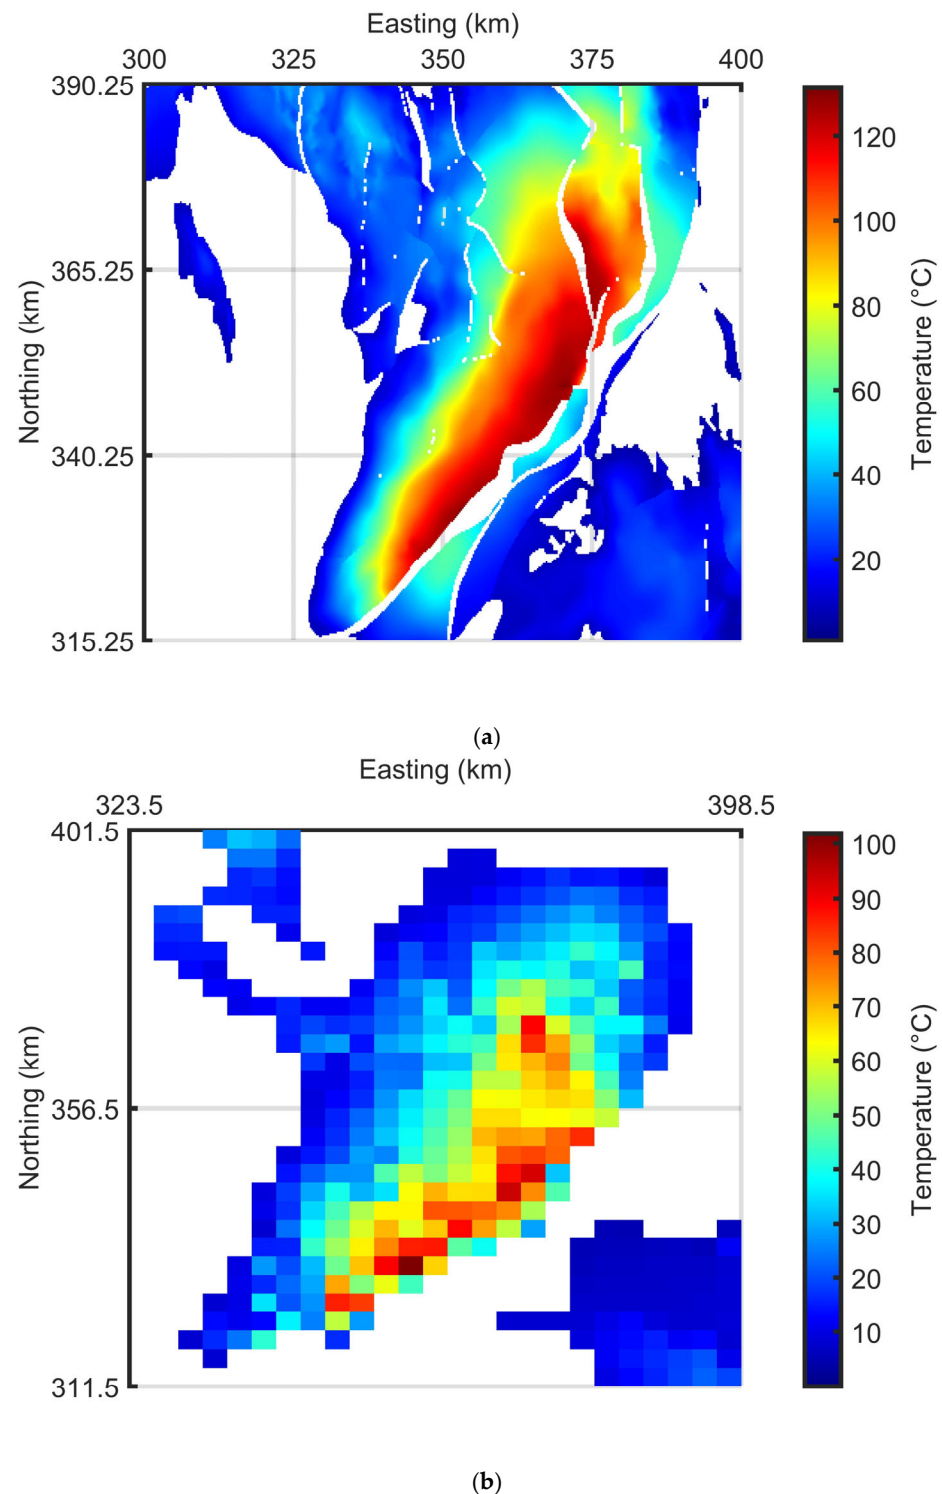 Easting (km)
300 325 350 375 400
390.25
365.25
340.25
315.25
Northing (km)
120
100
80
60
40
20
Temperature (°C)
(a)
Easting (km)
323.5 398.5
401.5
356.5
311.5
Northing (km)
100
90
80
70
60
50
40
30
20
10
Temperature (°C)
(b)